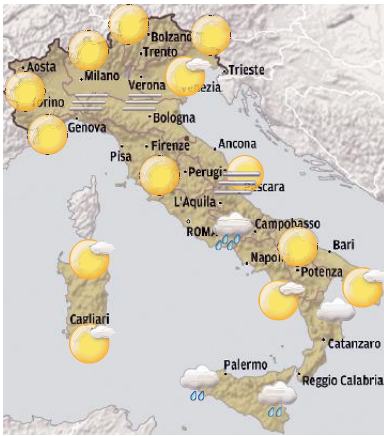 Bolzano
Aosta
Trento
Milano
Trieste
Verona
Venezia
Torino
Genova
Bologna
Pisa
Firenze
Ancona
Perugia
Pescara
L'Aquila
ROMA
Campobasso
Napoli
Bari
Potenza
Cagliari
Catanzaro
Palermo
Reggio Calabria